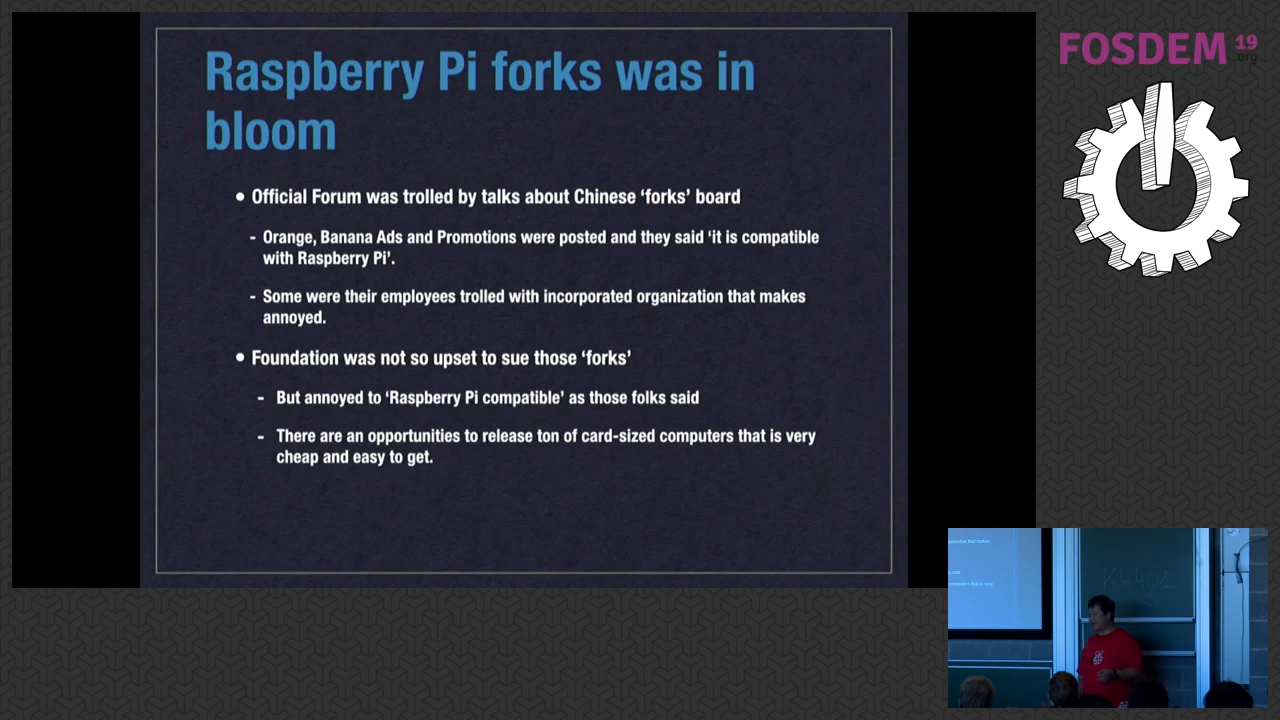 Raspberry Pi forks was in
bloom
• Official Forum was trolled by talks about Chinese ‘forks’ board
- Orange, Banana Ads and Promotions were posted and they said ‘it is compatible
with Raspberry Pi’.
- Some were their employees trolled with incorporated organization that makes
annoyed.
• Foundation was not so upset to sue those ‘forks’
- But annoyed to ‘Raspberry Pi compatible’ as those folks said
- There are an opportunities to release ton of card-sized computers that is very
cheap and easy to get.
FOSDEM 19
.org
K4401